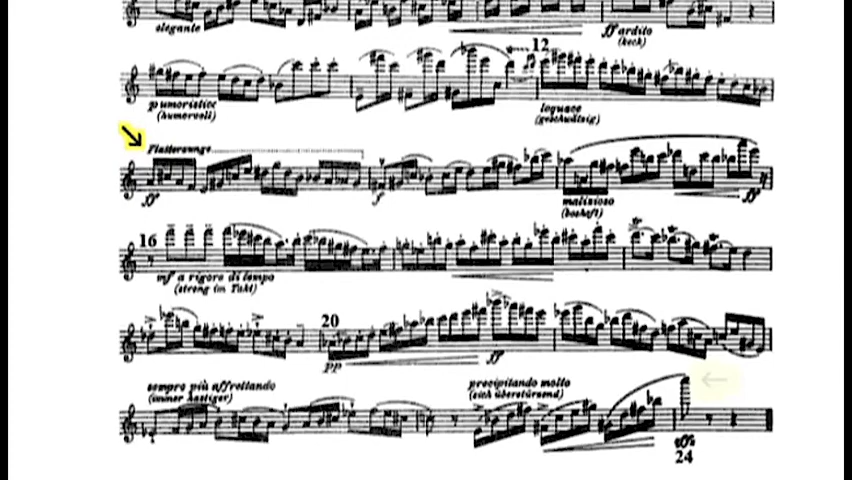 elegante
ff ardito
(keck)
12
p umoristico
(humorvoll)
loquace
(geschwätzig)
Flatterzunge
ff
f
malizioso
(boshaft)
ff
16
mf a rigore di tempo
(streng im Takt)
20
pp
ff
sempre più affrettando
(immer hastiger)
precipitando molto
(sich überstürzend)
24